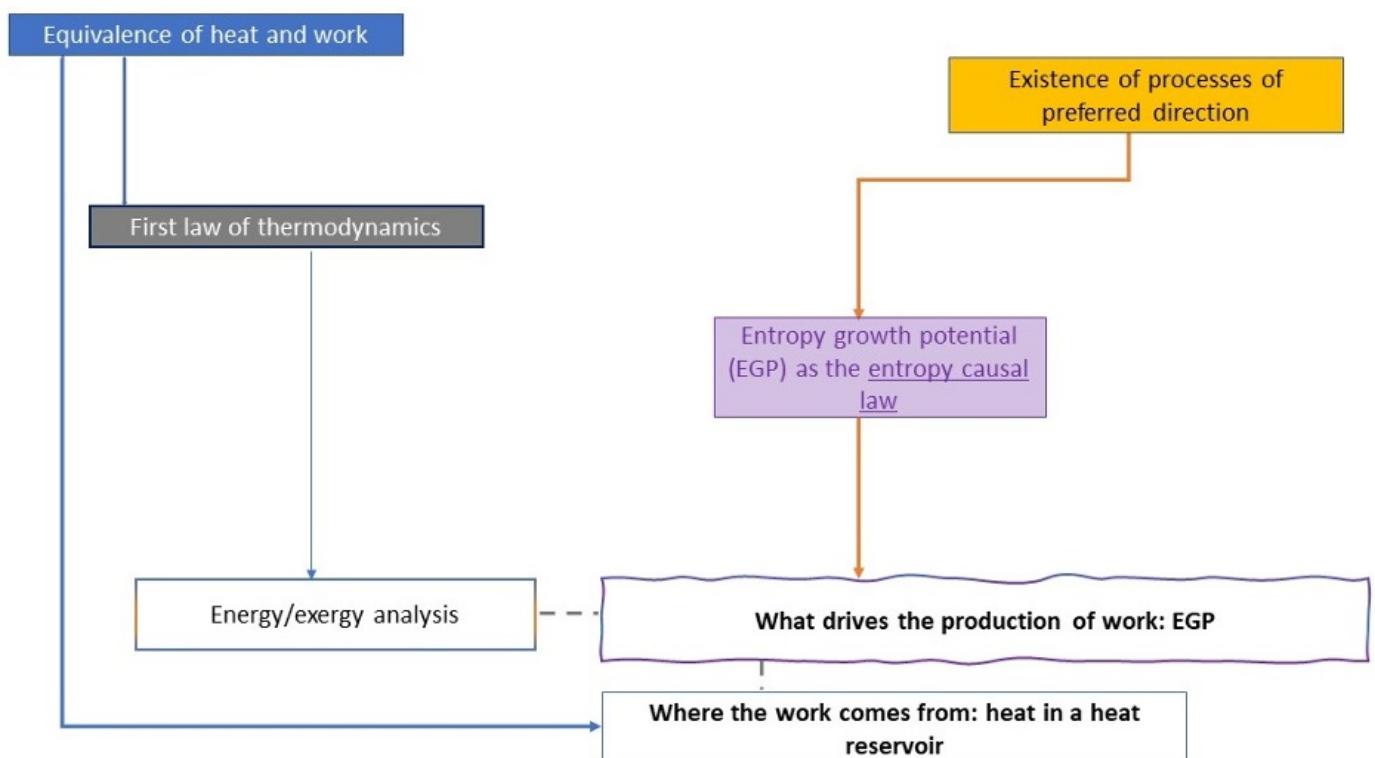 Equivalence of heat and work
Existence of processes of
preferred direction
First law of thermodynamics
Entropy growth potential
(EGP) as the entropy causal
law
Energy/exergy analysis
What drives the production of work: EGP
Where the work comes from: heat in a heat
reservoir